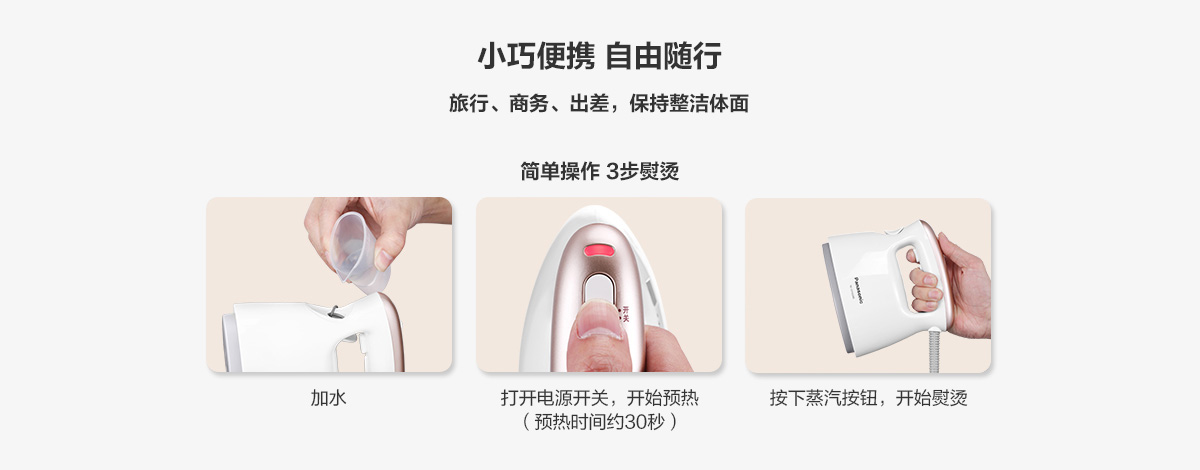 小巧便携 自由随行
旅行、商务、出差，保持整洁体面
简单操作 3步熨烫
开
关
Panasonic
加水
打开电源开关，开始预热
（预热时间约30秒）
按下蒸汽按钮，开始熨烫